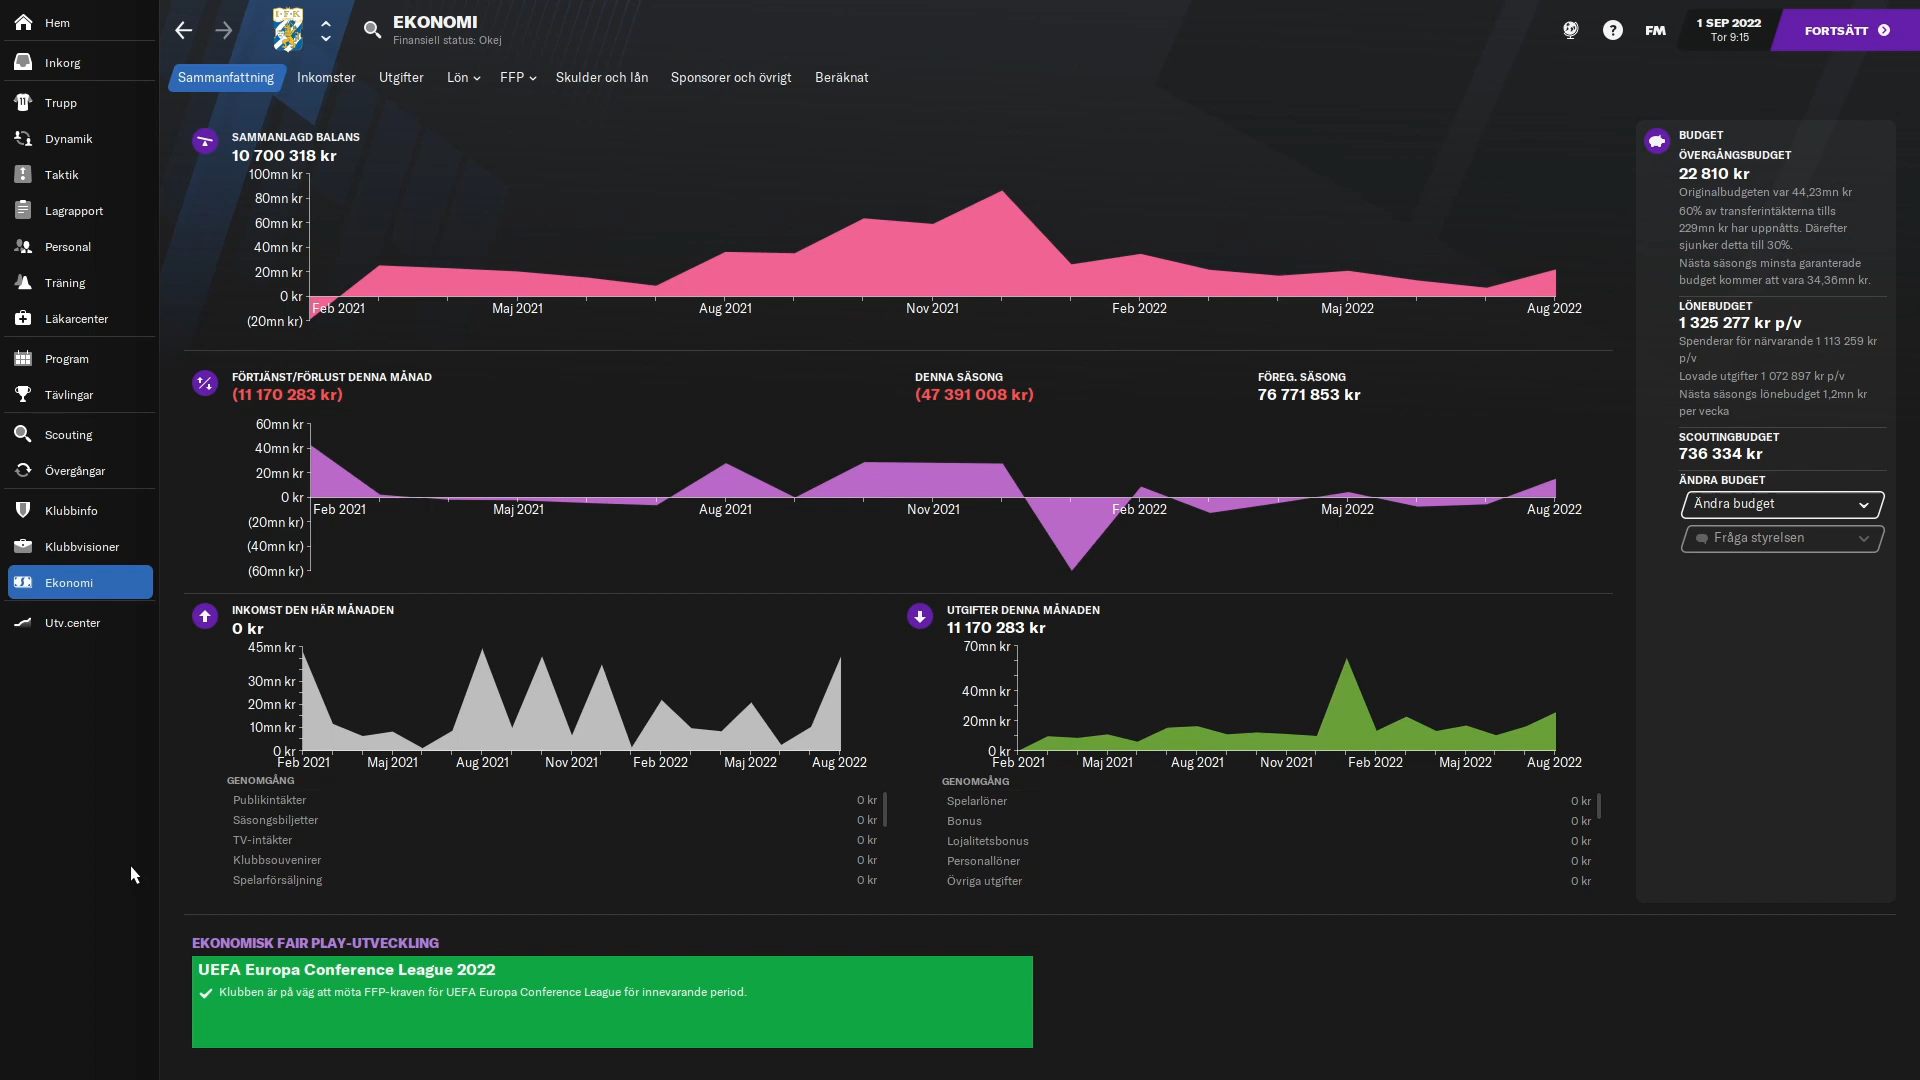 Hem
Inkorg
Trupp
Dynamik
Taktik
Lagrapport
Personal
Träning
Läkarcenter
Program
Tävlingar
Scouting
Övergångar
Klubbinfo
Klubbvisioner
Ekonomi
Utv.center
IFK
EKONOMI
Finansiell status: Okej
FM
1 SEP 2022
Tor 9:15
FORTSÄTT
Sammanfattning Inkomster Utgifter Lön FFP Skulder och lån Sponsorer och övrigt Beräknat
SAMMANLAGD BALANS
10 700 318 kr
100mn kr
80mn kr
60mn kr
40mn kr
20mn kr
0 kr
(20mn kr)
Feb 2021 Maj 2021 Aug 2021 Nov 2021 Feb 2022 Maj 2022 Aug 2022
FÖRTJÄNST/FÖRLUST DENNA MÅNAD
(11 170 283 kr)
DENNA SÄSONG
(47 391 008 kr)
FÖREG. SÄSONG
76 771 853 kr
60mn kr
40mn kr
20mn kr
0 kr
(20mn kr)
(40mn kr)
(60mn kr)
Feb 2021 Maj 2021 Aug 2021 Nov 2021 Feb 2022 Maj 2022 Aug 2022
INKOMST DEN HÄR MÅNADEN
0 kr
45mn kr
30mn kr
20mn kr
10mn kr
0 kr
Feb 2021 Maj 2021 Aug 2021 Nov 2021 Feb 2022 Maj 2022 Aug 2022
GENOMGÅNG
Publikintäkter 0 kr
Säsongsbiljetter 0 kr
TV-intäkter 0 kr
Klubbsouvenirer 0 kr
Spelarförsäljning 0 kr
UTGIFTER DENNA MÅNADEN
11 170 283 kr
70mn kr
40mn kr
20mn kr
0 kr
Feb 2021 Maj 2021 Aug 2021 Nov 2021 Feb 2022 Maj 2022 Aug 2022
GENOMGÅNG
Spelarlöner 0 kr
Bonus 0 kr
Lojalitetsbonus 0 kr
Personallöner 0 kr
Övriga utgifter 0 kr
BUDGET
ÖVERGÅNGSBUDGET
22 810 kr
Originalbudgeten var 44,23mn kr
60% av transferintäkterna tills
229mn kr har uppnåtts. Därefter
sjunker detta till 30%.
Nästa säsongs minsta garanterade
budget kommer att vara 34,36mn kr.
LÖNEBUDGET
1 325 277 kr p/v
Spenderar för närvarande 1 113 259 kr
p/v
Lovade utgifter 1 072 897 kr p/v
Nästa säsongs lönebudget 1,2mn kr
per vecka
SCOUTINGBUDGET
736 334 kr
ÄNDRA BUDGET
Ändra budget
Fråga styrelsen
EKONOMISK FAIR PLAY-UTVECKLING
UEFA Europa Conference League 2022
Klubben är på väg att möta FFP-kraven för UEFA Europa Conference League för innevarande period.